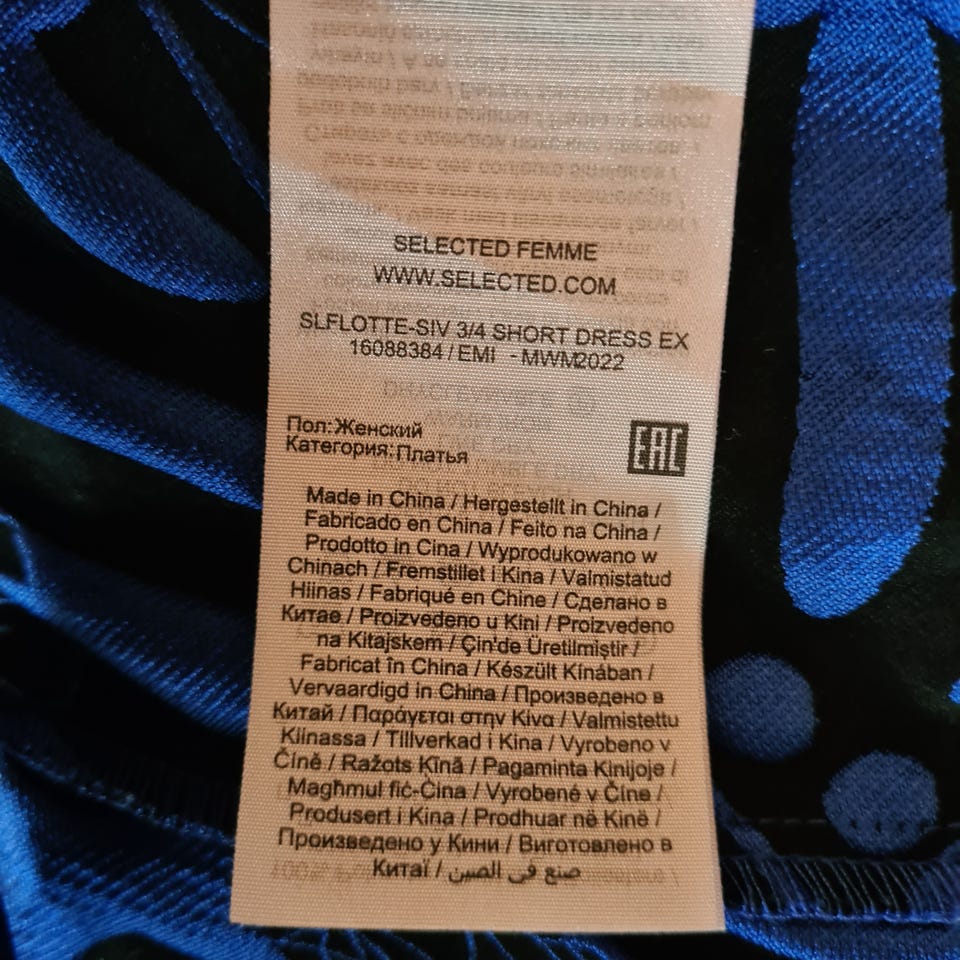 SELECTED FEMME
WWW.SELECTED.COM
SLFLOTTE-SIV 3/4 SHORT DRESS EX
16088384 / EMI - MWM2022
Пол:Женский
Категория:Платья
EAC
Made in China / Hergestellt in China /
Fabricado en China / Feito na China /
Prodotto in Cina / Wyprodukowano w
Chinach / Fremstillet i Kina / Valmistatud
Hiinas / Fabriqué en Chine / Сделано в
Китае / Proizvedeno u Kini / Proizvedeno
na Kitajskem / Çin'de Üretilmiştir /
Fabricat în China / Készült Kínában /
Vervaardigd in China / Произведено в
Китай / Παράγεται στην Κίνα / Valmistettu
Kiinassa / Tillverkad i Kina / Vyrobeno v
Číně / Ražots Ķīnā / Pagaminta Kinijoje /
Magħmul fiċ-Ċina / Vyrobené v Číne /
Produsert i Kina / Prodhuar në Kinë /
Произведено у Кини / Виготовлено в
Китаї / صنع في الصين